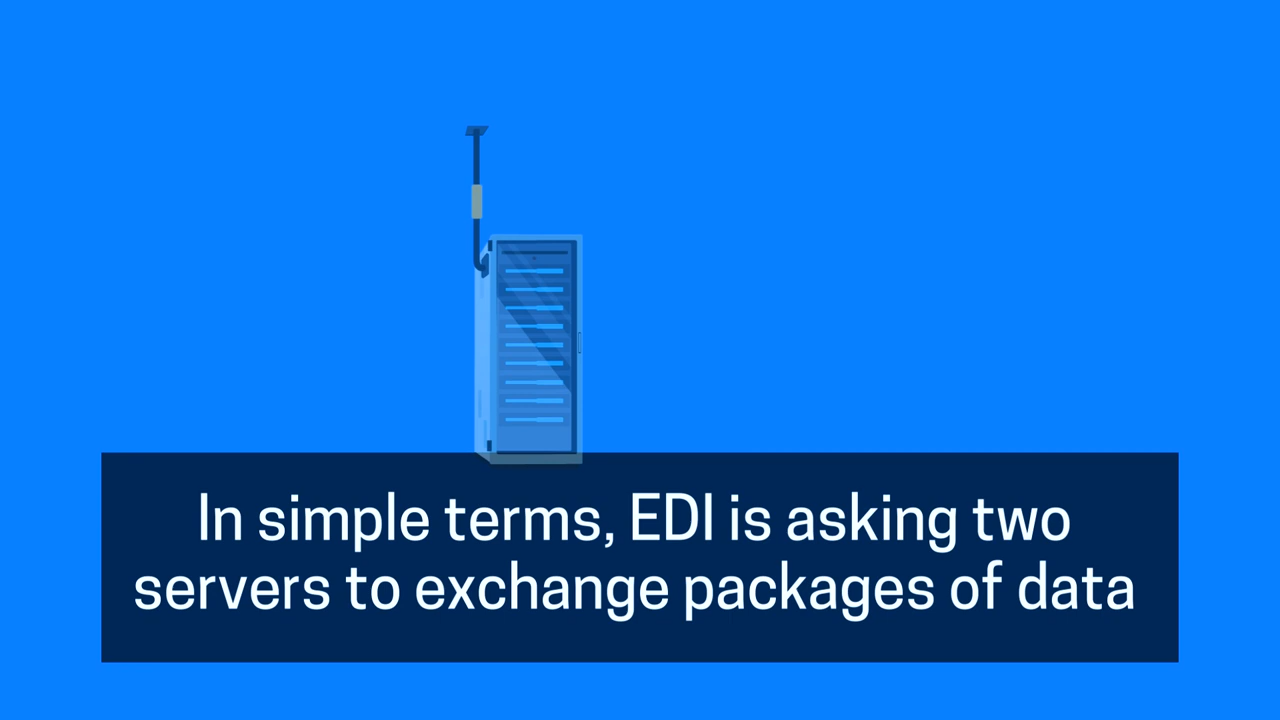 In simple terms, EDI is asking two
servers to exchange packages of data